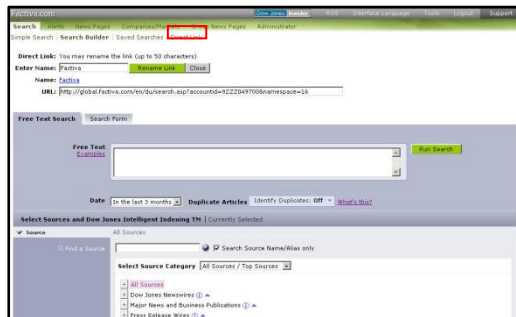 Factiva.com Dow Jones Insider RSS Interface Language Tools Logout Support
Search Alerts News Pages Companies/Markets News Pages Administrator
Simple Search Search Builder Saved Searches Direct Link
Direct Link: You may rename the link (up to 50 characters)
Enter Name: Factiva Rename Link Close
Name: Factiva
URL: http://global.factiva.com/en/du/search.asp?accountid=9ZZZ049700&namespace=16
Free Text Search Search Form
Free Text Run Search
Examples
Date In the last 3 months Duplicate Articles Identify Duplicates: Off What's this?
Select Sources and Dow Jones Intelligent Indexing TM | Currently Selected
Source All Sources
Find a Source Search Source Name/Alias only
Select Source Category All Sources / Top Sources
All Sources
Dow Jones Newswires
Major News and Business Publications
Press Release Wires